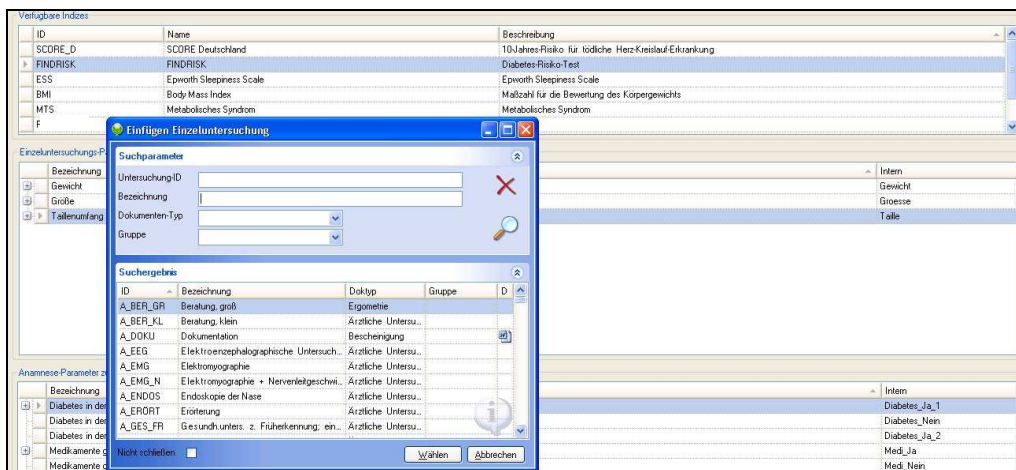 Verfügbare Indizes
ID Name Beschreibung
SCORE_D SCORE Deutschland 10-Jahres-Risiko für tödliche Herz-Kreislauf-Erkrankung
FINDRISK FINDRISK Diabetes-Risiko-Test
ESS Epworth Sleepiness Scale Epworth Sleepiness Scale
BMI Body Mass Index Maßzahl für die Bewertung des Körpergewichts
MTS Metabolisches Syndrom Metabolisches Syndrom
F
Einfügen Einzeluntersuchung
Einzeluntersuchungs-P
Suchparameter
Bezeichnung Intern
Untersuchung-ID
Gewicht Gewicht
Bezeichnung
Größe Groesse
Dokumenten-Typ
Taillenumfang Taille
Gruppe
Suchergebnis
ID Bezeichnung Doktyp Gruppe D
A_BER_GR Beratung, groß Ergometrie
A_BER_KL Beratung, klein Ärztliche Untersu...
A_DOKU Dokumentation Bescheinigung
A_EEG Elektroenzephalographische Untersuch... Ärztliche Untersu...
A_EMG Elektromyographie Ärztliche Untersu...
A_EMG_N Elektromyographie + Nervenleitgeschwi... Ärztliche Untersu...
A_ENDOS Endoskopie der Nase Ärztliche Untersu...
A_ERÖRT Erörterung Ärztliche Untersu...
A_GES_FR Gesundh.unters. z. Früherkennung; ein... Ärztliche Untersu...
Nicht schließen Wählen Abbrechen
Anamnese-Parameter z
Bezeichnung Intern
Diabetes in der Diabetes_Ja_1
Diabetes in der Diabetes_Nein
Diabetes in der Diabetes_Ja_2
Medikamente g Medi_Ja
Medikamente g Medi_Nein